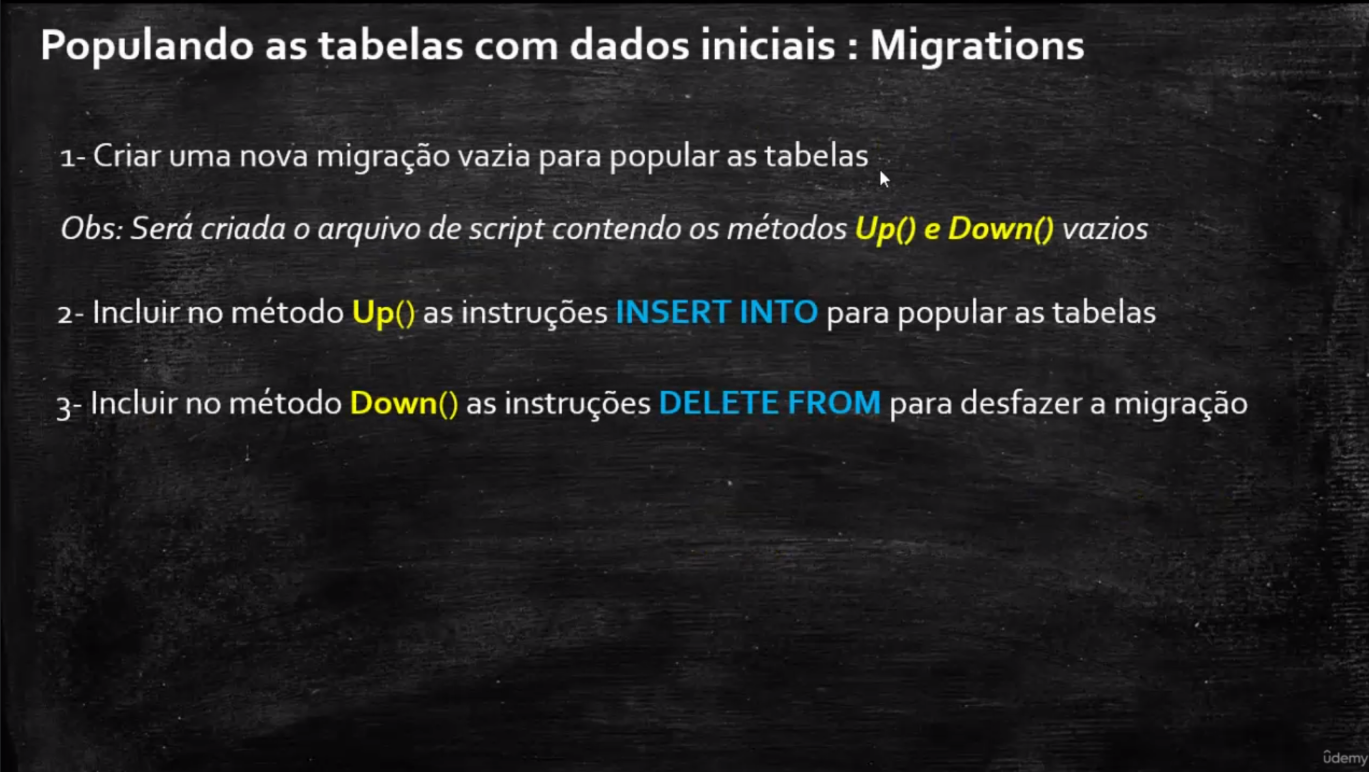 Populando as tabelas com dados iniciais : Migrations
1- Criar uma nova migração vazia para popular as tabelas
Obs: Será criada o arquivo de script contendo os métodos Up() e Down() vazios
2- Incluir no método Up() as instruções INSERT INTO para popular as tabelas
3- Incluir no método Down() as instruções DELETE FROM para desfazer a migração
ûdemy